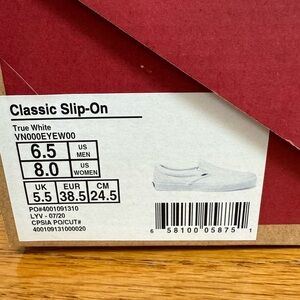 Classic Slip-On
True White
VN000EYEW00
6.5 US MEN
8.0 US WOMEN
UK EUR CM
5.5 38.5 24.5
PO#4001091310
LYV - 07/20
CPSIA PO/CUT#
400109131000020
6 58100 05875 1